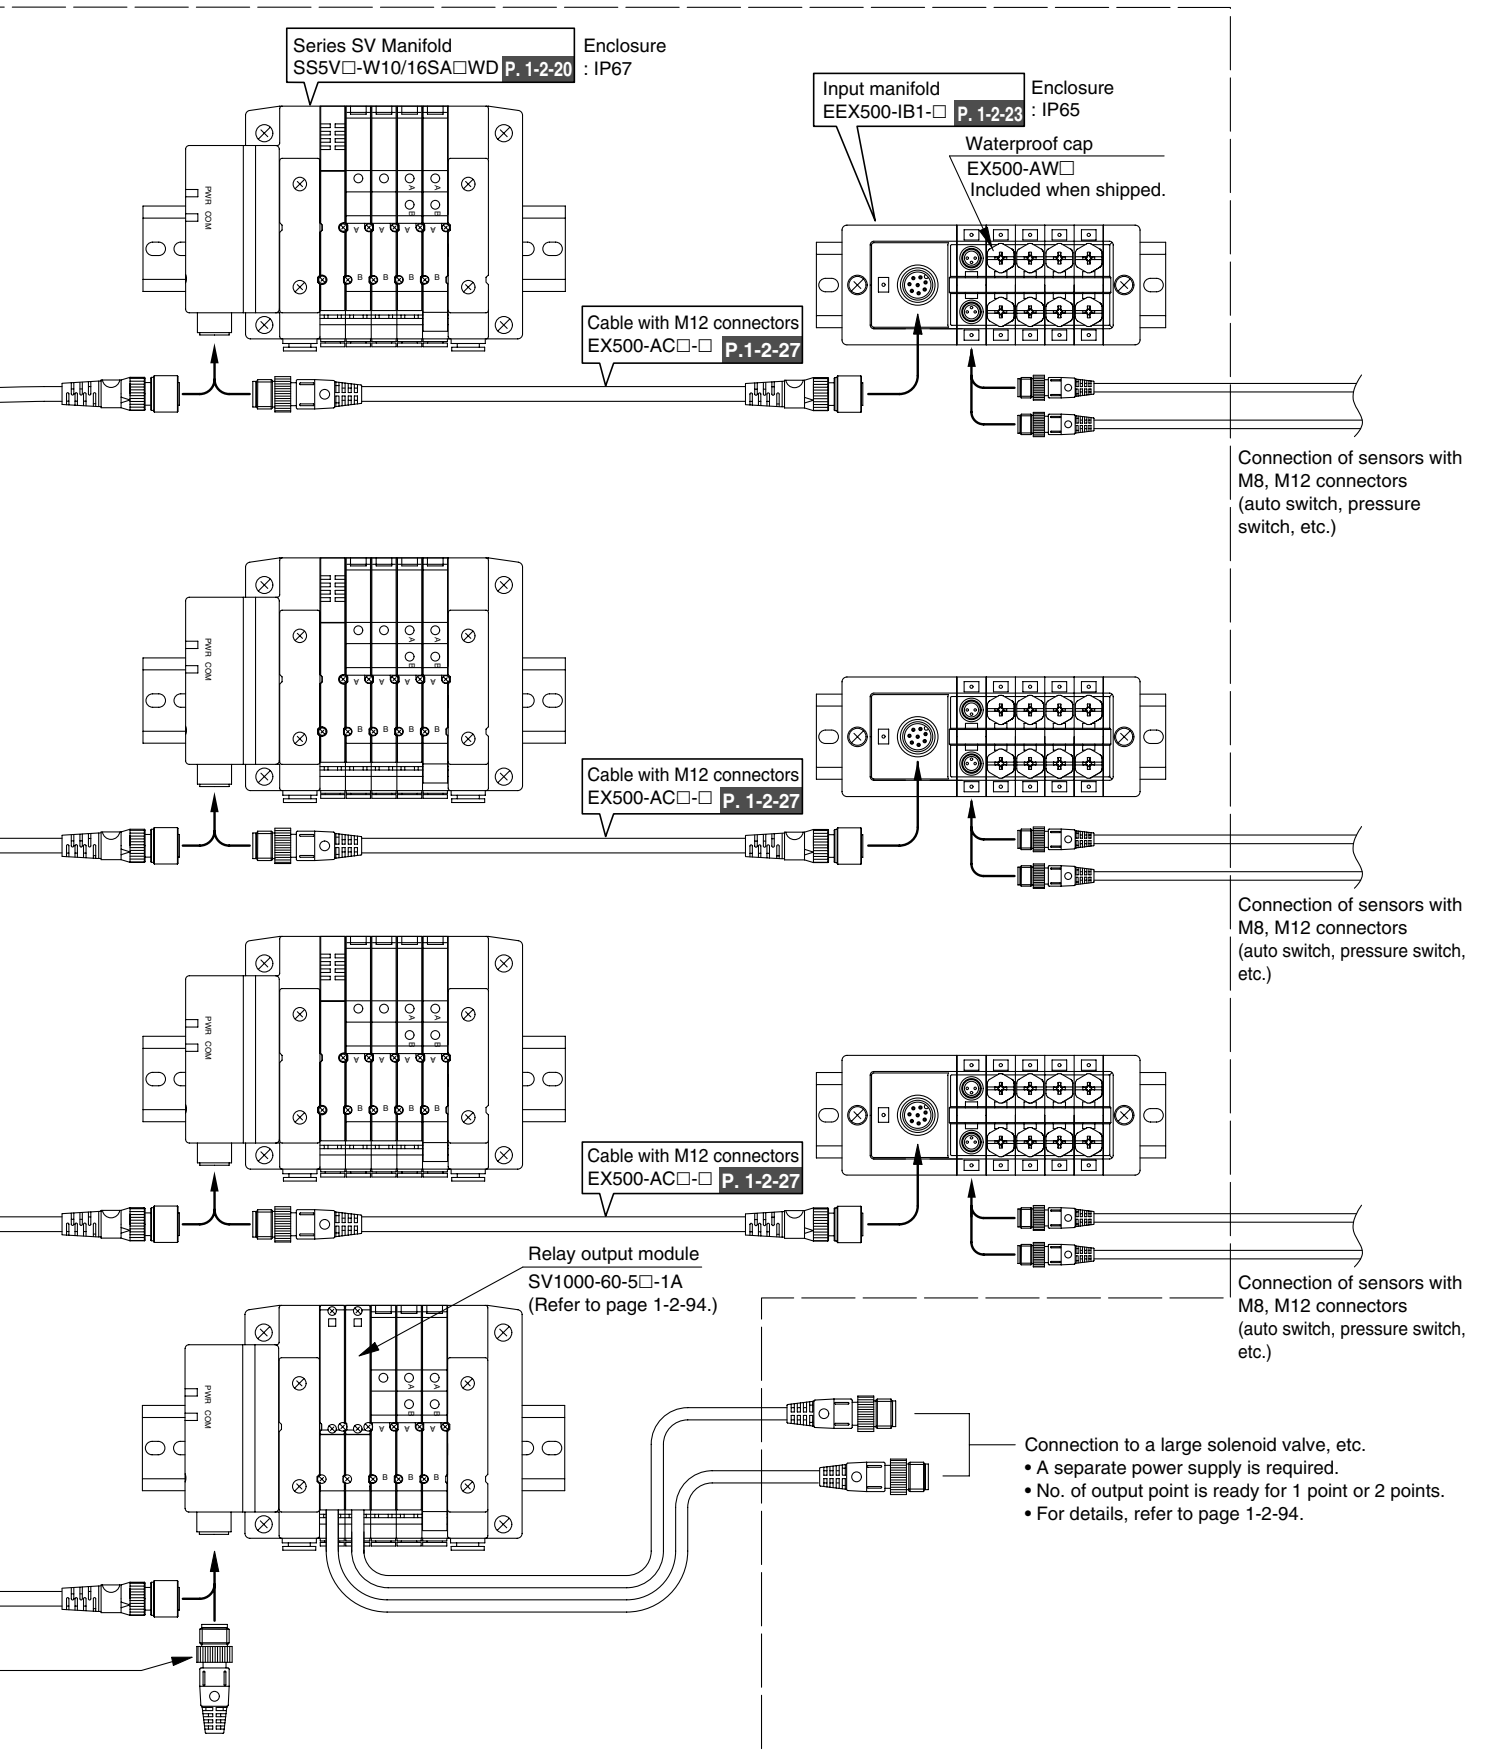 Series SV Manifold
SS5V□-W10/16SA□WD P. 1-2-20
Enclosure
: IP67
Input manifold
EEX500-IB1-□ P. 1-2-23
Enclosure
: IP65
Waterproof cap
EX500-AW□
Included when shipped.
PWR COM
A
A
B
B
A A A A
B B B B
Cable with M12 connectors
EX500-AC□-□ P.1-2-27
Connection of sensors with
M8, M12 connectors
(auto switch, pressure
switch, etc.)
PWR COM
A
A
B
B
A A A A
B B B B
Cable with M12 connectors
EX500-AC□-□ P. 1-2-27
Connection of sensors with
M8, M12 connectors
(auto switch, pressure switch,
etc.)
PWR COM
A
A
B
B
A A A A
B B B B
Cable with M12 connectors
EX500-AC□-□ P. 1-2-27
Relay output module
SV1000-60-5□-1A
(Refer to page 1-2-94.)
Connection of sensors with
M8, M12 connectors
(auto switch, pressure switch,
etc.)
PWR COM
A
A
B
B
A A A
B B B
Connection to a large solenoid valve, etc.
• A separate power supply is required.
• No. of output point is ready for 1 point or 2 points.
• For details, refer to page 1-2-94.